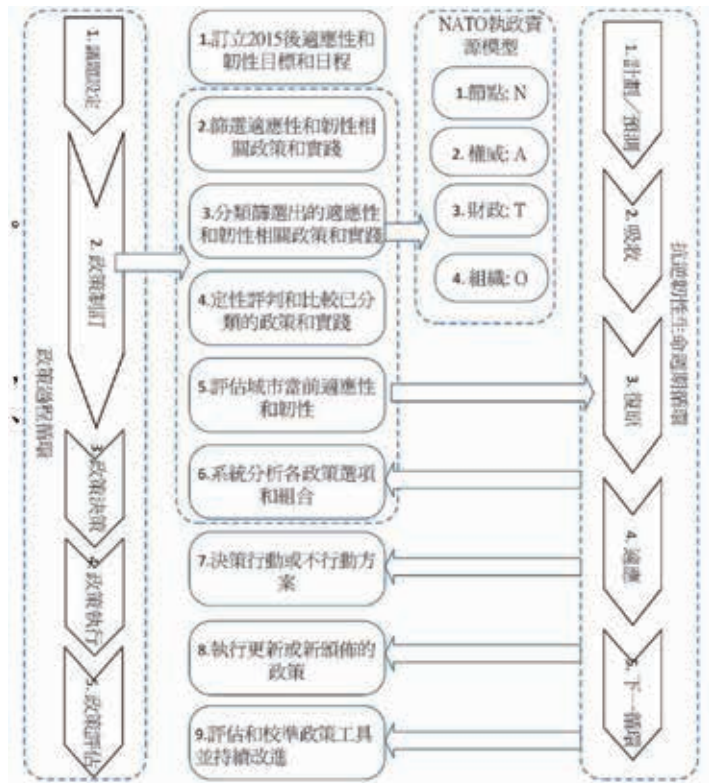 政策過程循環
1. 議題設定
2. 政策制訂
3. 政策決策
4. 政策執行
5. 政策評估
1.訂立2015後適應性和
韌性目標和日程
2.篩選適應性和韌性相
關政策和實踐
3.分類篩選出的適應性
和韌性相關政策和實踐
4.定性評判和比較已分
類的政策和實踐
5.評估城市當前適應性
和韌性
6.系統分析各政策選項
和組合
7.決策行動或不行動方
案
8.執行更新或新頒佈的
政策
9.評估和校準政策工具
並持續改進
NATO執政資
源模型
1.節點: N
2. 權威: A
3. 財政: T
4. 組織: O
抗逆韌性生命週期循環
1. 計劃／預測
2. 吸收
3. 復原
4. 適應
5. 下一循環